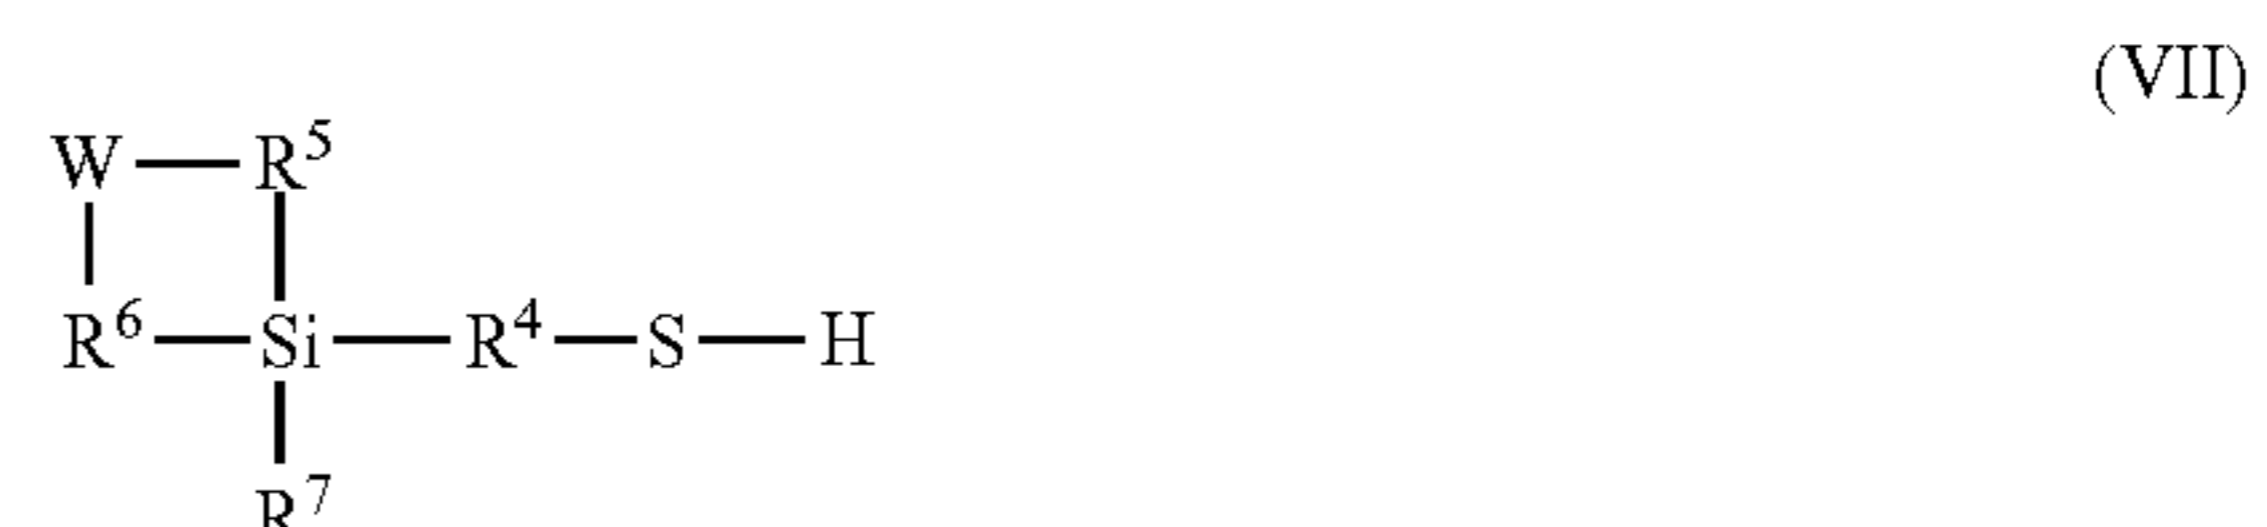 (VII)
W — R⁵
R⁶ — Si — R⁴ — S — H
R⁷